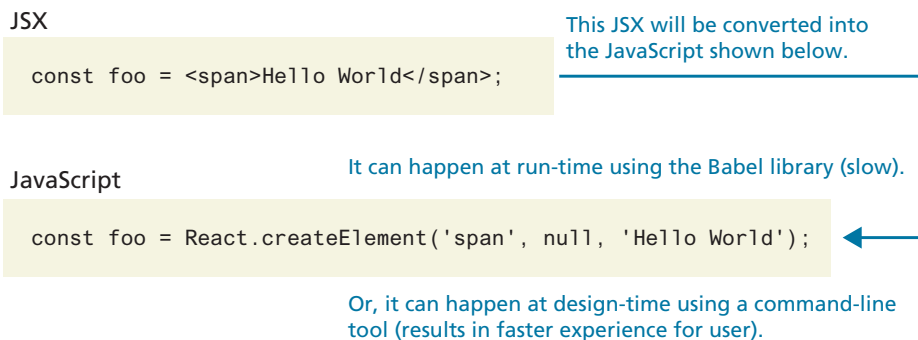 JSX
This JSX will be converted into
the JavaScript shown below.
const foo = <span>Hello World</span>;
It can happen at run-time using the Babel library (slow).
JavaScript
const foo = React.createElement('span', null, 'Hello World');
Or, it can happen at design-time using a command-line
tool (results in faster experience for user).